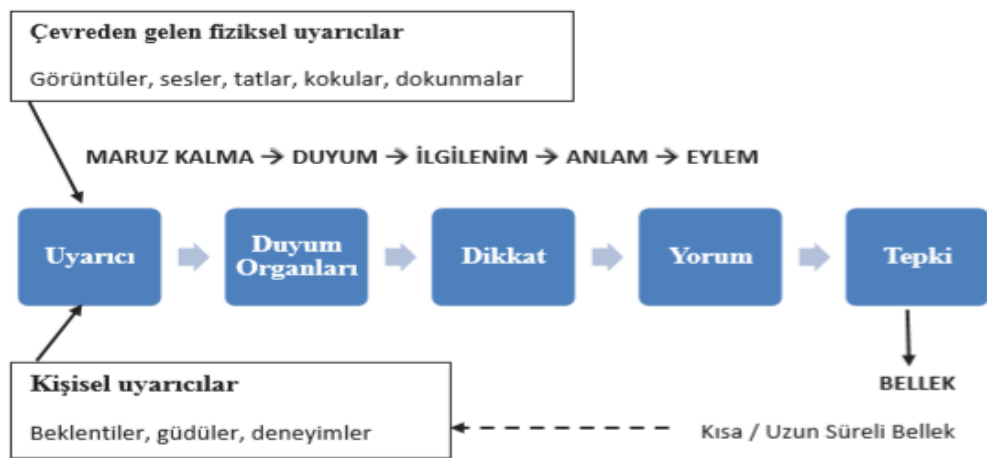 Çevreden gelen fiziksel uyarıcılar
Görüntüler, sesler, tatlar, kokular, dokunmalar
MARUZ KALMA → DUYUM → İLGİLENİM → ANLAM → EYLEM
Uyarıcı
Duyum
Organları
Dikkat
Yorum
Tepki
Kişisel uyarıcılar
Beklentiler, güdüler, deneyimler
BELLEK
Kısa / Uzun Süreli Bellek